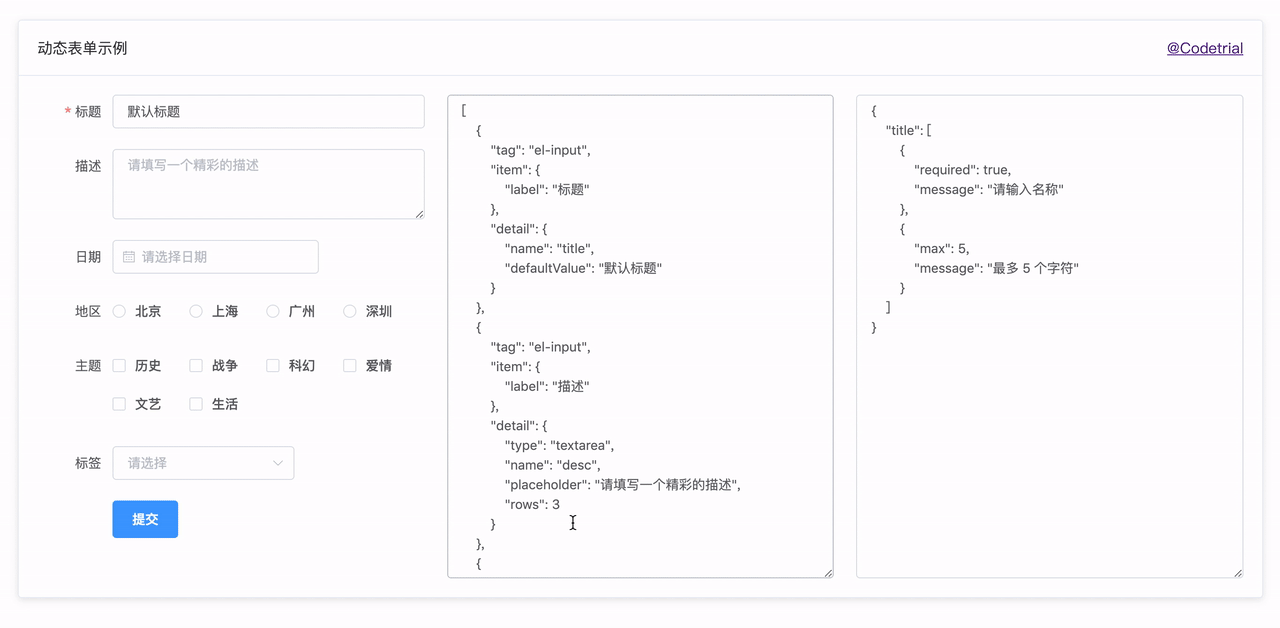 动态表单示例
@Codetrial
* 标题
默认标题
描述
请填写一个精彩的描述
日期
请选择日期
地区
北京 上海 广州 深圳
主题
历史 战争 科幻 爱情
文艺 生活
标签
请选择
提交
[
{
"tag": "el-input",
"item": {
"label": "标题"
},
"detail": {
"name": "title",
"defaultValue": "默认标题"
}
},
{
"tag": "el-input",
"item": {
"label": "描述"
},
"detail": {
"type": "textarea",
"name": "desc",
"placeholder": "请填写一个精彩的描述",
"rows": 3
}
},
{
{
"title": [
{
"required": true,
"message": "请输入名称"
},
{
"max": 5,
"message": "最多 5 个字符"
}
]
}